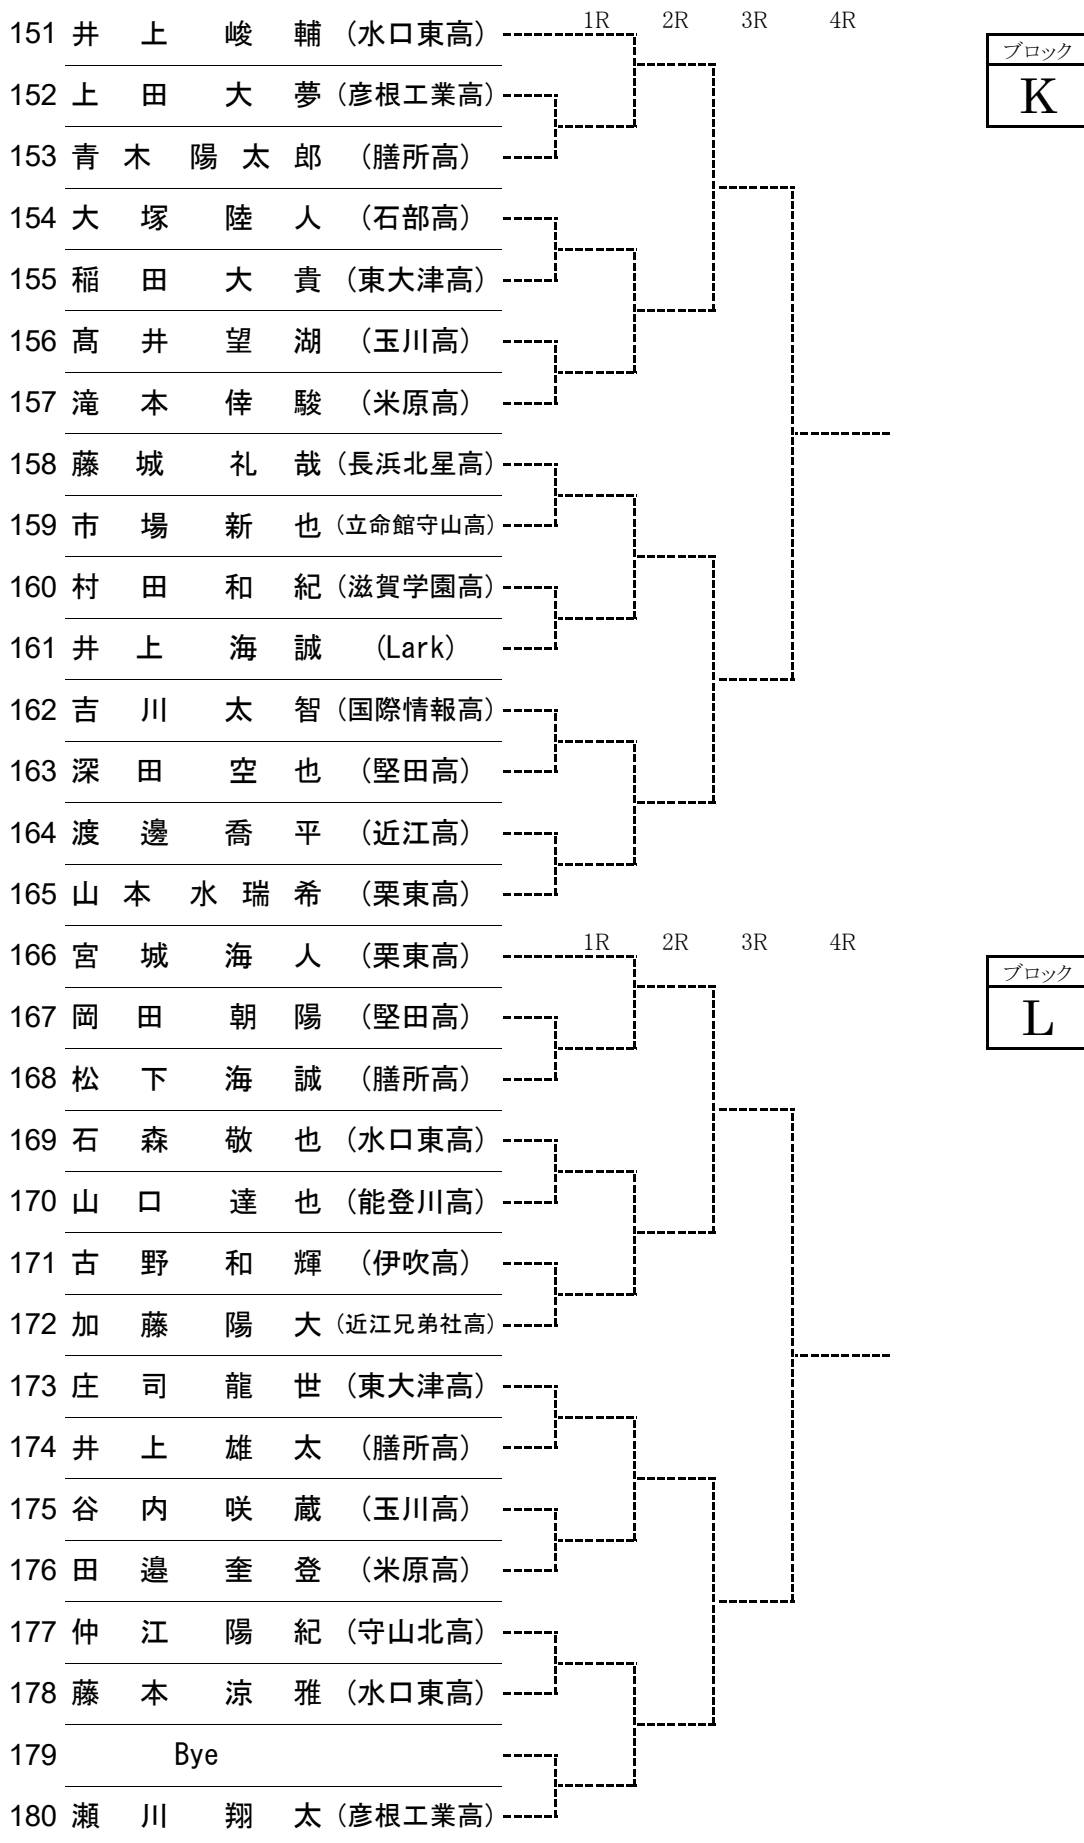 1R 2R 3R 4R
151 井 上 峻 輔 (水口東高)
ブロック
K
152 上 田 大 夢 (彦根工業高)
153 青 木 陽 太 郎 (膳所高)
154 大 塚 陸 人 (石部高)
155 稲 田 大 貴 (東大津高)
156 髙 井 望 湖 (玉川高)
157 滝 本 倖 駿 (米原高)
158 藤 城 礼 哉 (長浜北星高)
159 市 場 新 也 (立命館守山高)
160 村 田 和 紀 (滋賀学園高)
161 井 上 海 誠 (Lark)
162 吉 川 太 智 (国際情報高)
163 深 田 空 也 (堅田高)
164 渡 邊 喬 平 (近江高)
165 山 本 水 瑞 希 (栗東高)
1R 2R 3R 4R
166 宮 城 海 人 (栗東高)
ブロック
L
167 岡 田 朝 陽 (堅田高)
168 松 下 海 誠 (膳所高)
169 石 森 敬 也 (水口東高)
170 山 口 達 也 (能登川高)
171 古 野 和 輝 (伊吹高)
172 加 藤 陽 大 (近江兄弟社高)
173 庄 司 龍 世 (東大津高)
174 井 上 雄 太 (膳所高)
175 谷 内 咲 蔵 (玉川高)
176 田 邉 奎 登 (米原高)
177 仲 江 陽 紀 (守山北高)
178 藤 本 涼 雅 (水口東高)
179 Bye
180 瀬 川 翔 太 (彦根工業高)